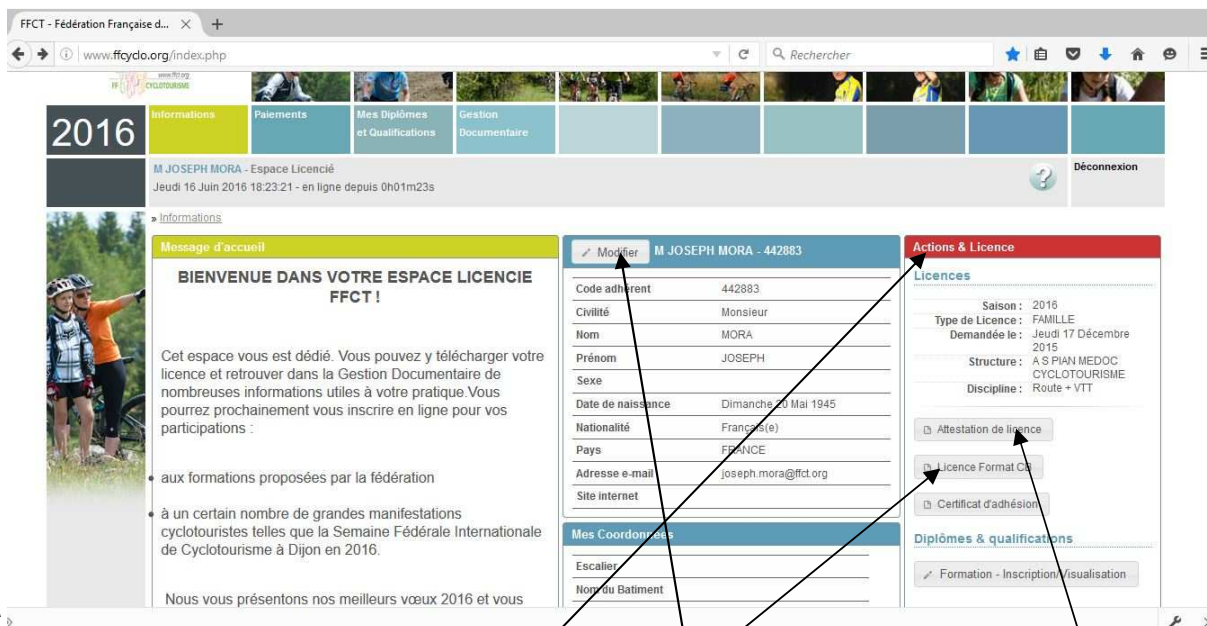 FFCT - Fédération Française d...
www.ffcyclo.org/index.php
Rechercher
www.ffct.org
FF CYCLOTOURISME
2016
Informations
Paiements
Mes Diplômes
et Qualifications
Gestion
Documentaire
M JOSEPH MORA - Espace Licencié
Jeudi 16 Juin 2016 18:23:21 - en ligne depuis 0h01m23s
?
Déconnexion
» Informations
Message d'accueil
BIENVENUE DANS VOTRE ESPACE LICENCIE
FFCT !
Cet espace vous est dédié. Vous pouvez y télécharger votre
licence et retrouver dans la Gestion Documentaire de
nombreuses informations utiles à votre pratique.Vous
pourrez prochainement vous inscrire en ligne pour vos
participations :
• aux formations proposées par la fédération
• à un certain nombre de grandes manifestations
cyclotouristes telles que la Semaine Fédérale Internationale
de Cyclotourisme à Dijon en 2016.
Nous vous présentons nos meilleurs vœux 2016 et vous
Modifier M JOSEPH MORA - 442883
Code adhérent 442883
Civilité Monsieur
Nom MORA
Prénom JOSEPH
Sexe
Date de naissance Dimanche 20 Mai 1945
Nationalité Français(e)
Pays FRANCE
Adresse e-mail joseph.mora@ffct.org
Site internet
Mes Coordonnées
Escalier
Nom du Batiment
Actions & Licence
Licences
Saison : 2016
Type de Licence : FAMILLE
Demandée le : Jeudi 17 Décembre
2015
Structure : A S PIAN MEDOC
CYCLOTOURISME
Discipline : Route + VTT
Attestation de licence
Licence Format CB
Certificat d'adhésion
Diplômes & qualifications
Formation - Inscription/Visualisation